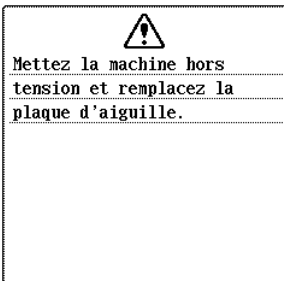 Mettez la machine hors
tension et remplacez la
plaque d'aiguille.